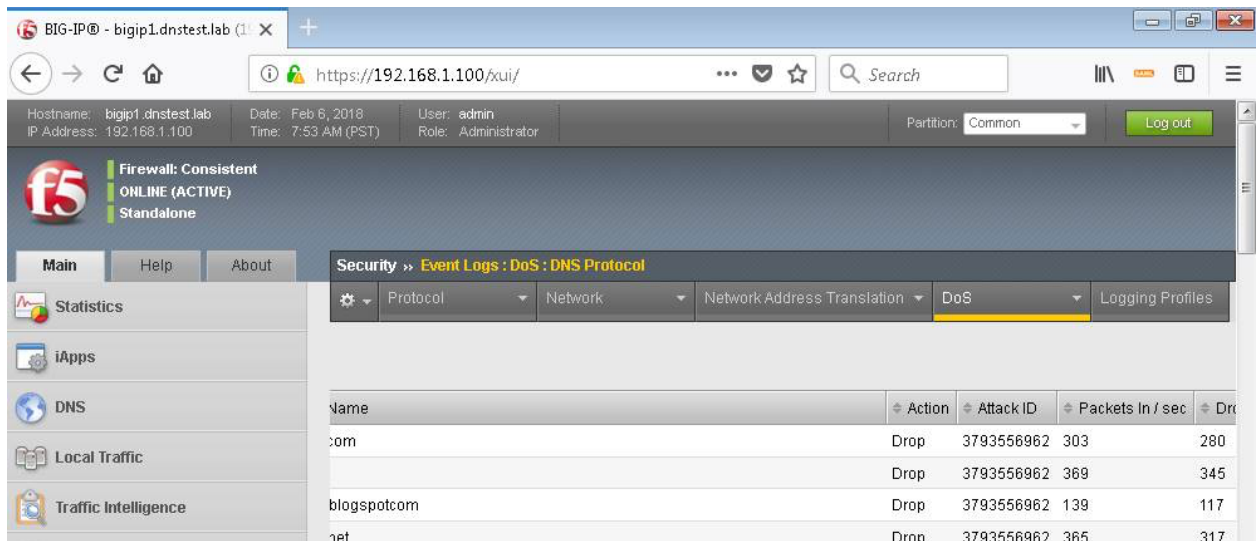 BIG-IP® - bigip1.dnstest.lab (1
https://192.168.1.100/xui/
Search
Hostname: bigip1.dnstest.lab Date: Feb 6, 2018 User: admin
IP Address: 192.168.1.100 Time: 7:53 AM (PST) Role: Administrator
Partition: Common Log out
f5
Firewall: Consistent
ONLINE (ACTIVE)
Standalone
Main Help About
Security » Event Logs : DoS : DNS Protocol
Protocol Network Network Address Translation DoS Logging Profiles
Statistics
iApps
DNS
Local Traffic
Traffic Intelligence
Name Action Attack ID Packets In / sec Dro
com Drop 3793556962 303 280
Drop 3793556962 369 345
blogspotcom Drop 3793556962 139 117
net Drop 3793556962 365 317